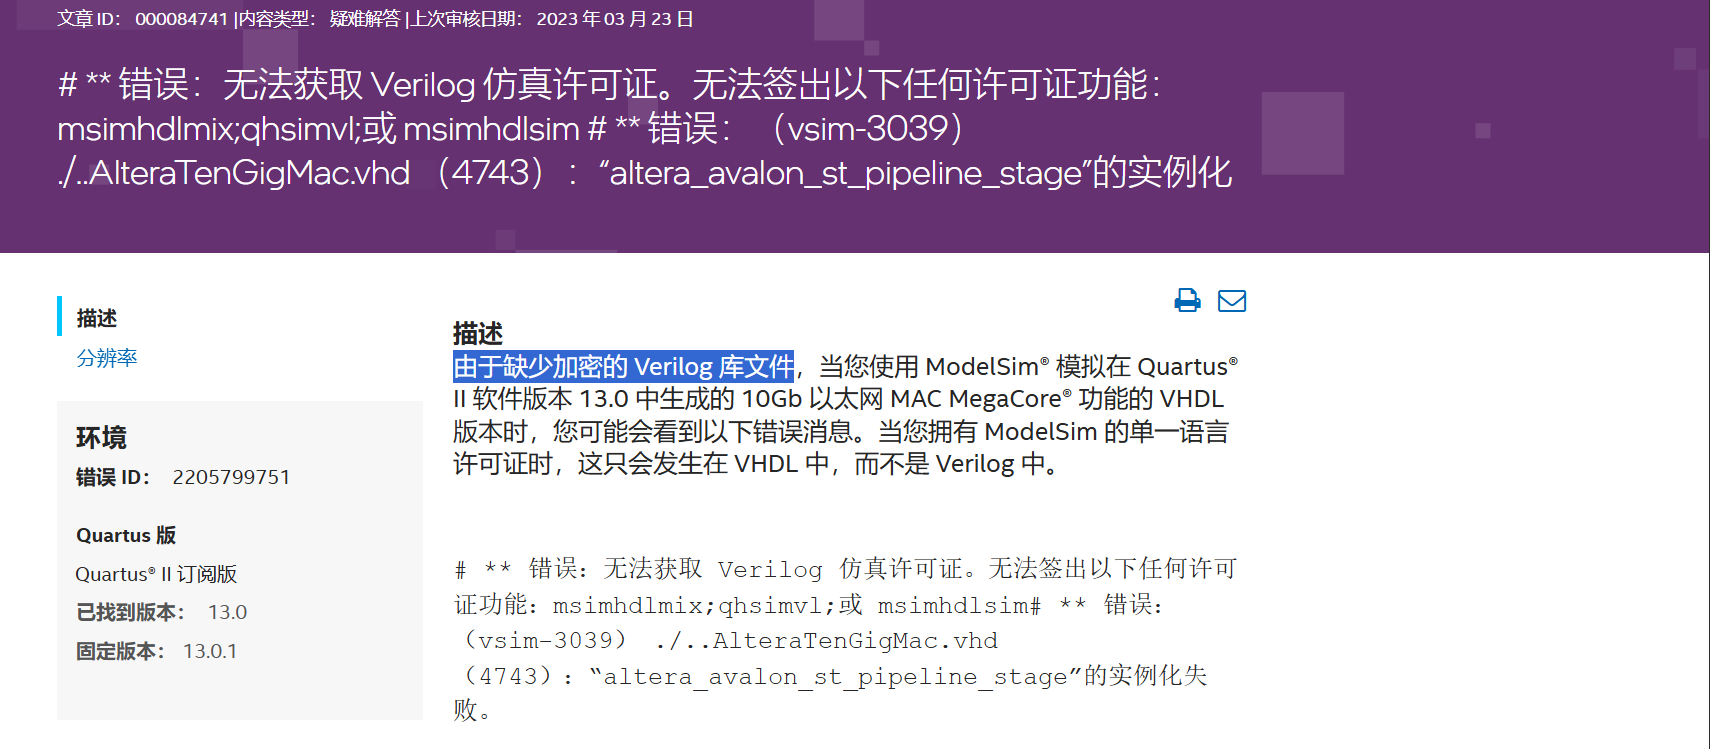 文章 ID： 000084741 |内容类型： 疑难解答 |上次审核日期： 2023 年 03 月 23 日
# ** 错误：无法获取 Verilog 仿真许可证。无法签出以下任何许可证功能：
msimhdlmix;qhsimvl;或 msimhdlsim # ** 错误：（vsim-3039）
./..AlteraTenGigMac.vhd （4743）：“altera_avalon_st_pipeline_stage”的实例化
描述
分辨率
环境
错误 ID： 2205799751
Quartus 版
Quartus® II 订阅版
已找到版本： 13.0
固定版本： 13.0.1
描述
由于缺少加密的 Verilog 库文件，当您使用 ModelSim® 模拟在 Quartus®
II 软件版本 13.0 中生成的 10Gb 以太网 MAC MegaCore® 功能的 VHDL
版本时，您可能会看到以下错误消息。当您拥有 ModelSim 的单一语言
许可证时，这只会发生在 VHDL 中，而不是 Verilog 中。
# ** 错误：无法获取 Verilog 仿真许可证。无法签出以下任何许可
证功能：msimhdlmix;qhsimvl;或 msimhdlsim# ** 错误：
（vsim-3039） ./..AlteraTenGigMac.vhd
（4743）：“altera_avalon_st_pipeline_stage”的实例化失
败。